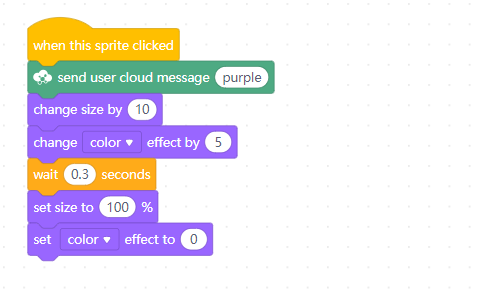 when this sprite clicked
send user cloud message purple
change size by 10
change color effect by 5
wait 0.3 seconds
set size to 100 %
set color effect to 0